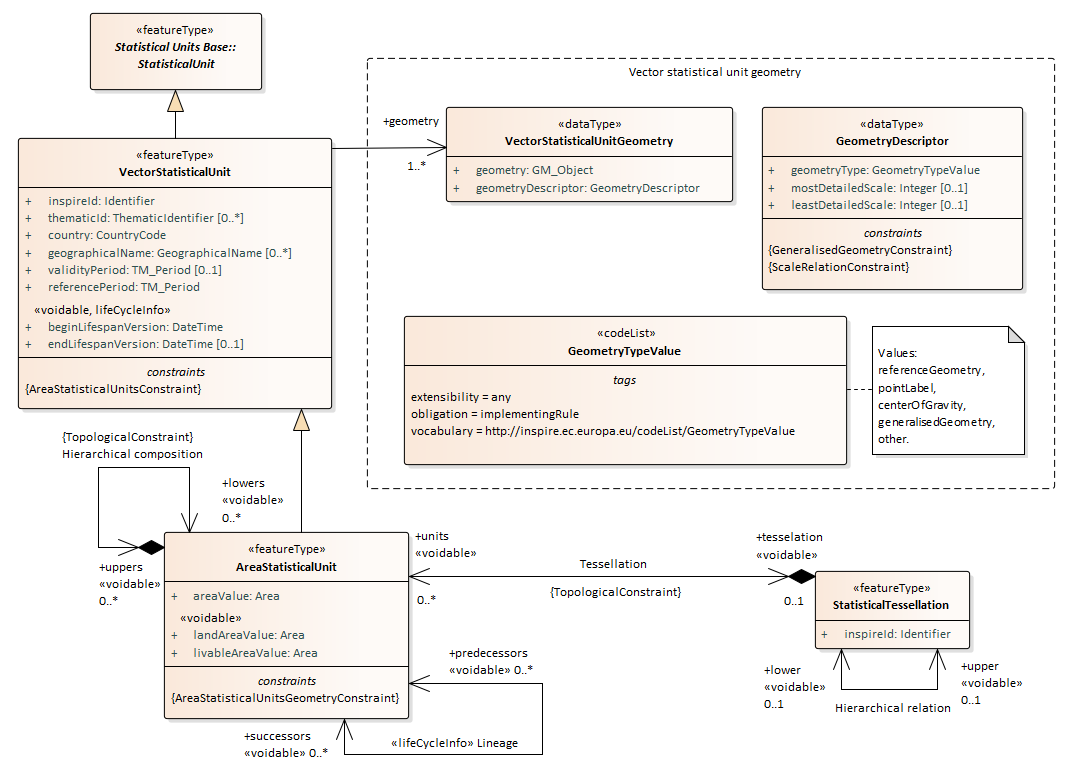 «featureType»
Statistical Units Base::
StatisticalUnit
«featureType»
VectorStatisticalUnit
+ inspireId: Identifier
+ thematicId: ThematicIdentifier [0..*]
+ country: CountryCode
+ geographicalName: GeographicalName [0..*]
+ validityPeriod: TM_Period [0..1]
+ referencePeriod: TM_Period
«voidable, lifeCycleInfo»
+ beginLifespanVersion: DateTime
+ endLifespanVersion: DateTime [0..1]
constraints
{AreaStatisticalUnitsConstraint}
+geometry
1..*
Vector statistical unit geometry
«dataType»
VectorStatisticalUnitGeometry
+ geometry: GM_Object
+ geometryDescriptor: GeometryDescriptor
«dataType»
GeometryDescriptor
+ geometryType: GeometryTypeValue
+ mostDetailedScale: Integer [0..1]
+ leastDetailedScale: Integer [0..1]
constraints
{GeneralisedGeometryConstraint}
{ScaleRelationConstraint}
«codeList»
GeometryTypeValue
tags
extensibility = any
obligation = implementingRule
vocabulary = http://inspire.ec.europa.eu/codeList/GeometryTypeValue
Values:
referenceGeometry,
pointLabel,
centerOfGravity,
generalisedGeometry,
other.
{TopologicalConstraint}
Hierarchical composition
+lowers
«voidable»
0..*
+uppers
«voidable»
0..*
«featureType»
AreaStatisticalUnit
+ areaValue: Area
«voidable»
+ landAreaValue: Area
+ livableAreaValue: Area
constraints
{AreaStatisticalUnitsGeometryConstraint}
+units
«voidable»
0..*
Tessellation
{TopologicalConstraint}
+tesselation
«voidable»
0..1
«featureType»
StatisticalTessellation
+ inspireId: Identifier
+lower
«voidable»
0..1
+upper
«voidable»
0..1
Hierarchical relation
+predecessors
«voidable» 0..*
+successors
«voidable» 0..*
«lifeCycleInfo» Lineage